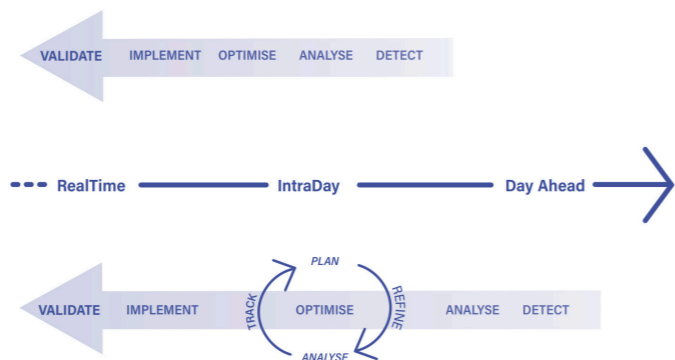 VALIDATE IMPLEMENT OPTIMISE ANALYSE DETECT
RealTime IntraDay Day Ahead
PLAN
TRACK
REFINE
VALIDATE IMPLEMENT OPTIMISE ANALYSE DETECT
ANALYSE